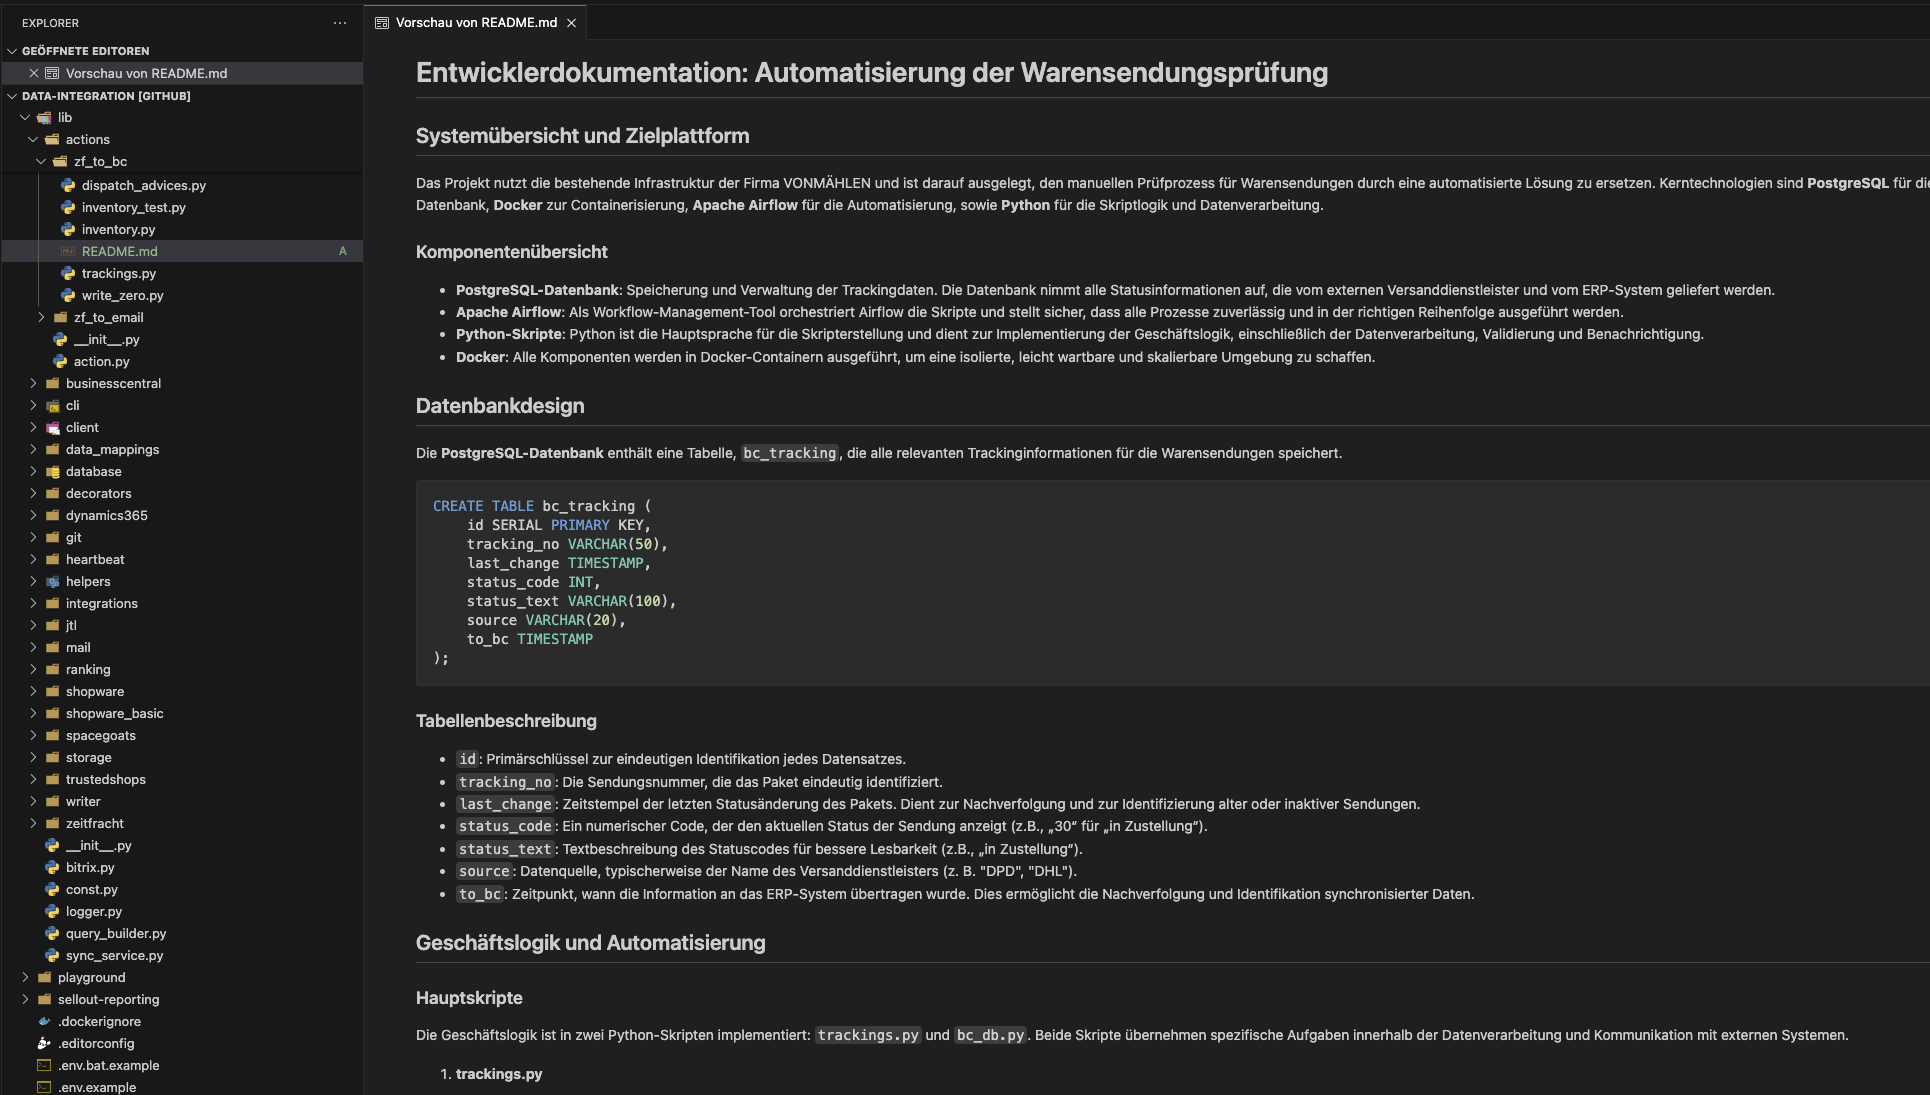 EXPLORER
Vorschau von README.md
GEÖFFNETE EDITOREN
Vorschau von README.md
DATA-INTEGRATION [GITHUB]
lib
actions
zf_to_bc
dispatch_advices.py
inventory_test.py
inventory.py
README.md A
trackings.py
write_zero.py
zf_to_email
__init__.py
action.py
businesscentral
cli
client
data_mappings
database
decorators
dynamics365
git
heartbeat
helpers
integrations
jtl
mail
ranking
shopware
shopware_basic
spacegoats
storage
trustedshops
writer
zeitfracht
__init__.py
bitrix.py
const.py
logger.py
query_builder.py
sync_service.py
playground
sellout-reporting
.dockerignore
.editorconfig
.env.bat.example
.env.example
Entwicklerdokumentation: Automatisierung der Warensendungsprüfung
Systemübersicht und Zielplattform
Das Projekt nutzt die bestehende Infrastruktur der Firma VONMÄHLEN und ist darauf ausgelegt, den manuellen Prüfprozess für Warensendungen durch eine automatisierte Lösung zu ersetzen. Kerntechnologien sind PostgreSQL für die
Datenbank, Docker zur Containerisierung, Apache Airflow für die Automatisierung, sowie Python für die Skriptlogik und Datenverarbeitung.
Komponentenübersicht
• PostgreSQL-Datenbank: Speicherung und Verwaltung der Trackingdaten. Die Datenbank nimmt alle Statusinformationen auf, die vom externen Versanddienstleister und vom ERP-System geliefert werden.
• Apache Airflow: Als Workflow-Management-Tool orchestriert Airflow die Skripte und stellt sicher, dass alle Prozesse zuverlässig und in der richtigen Reihenfolge ausgeführt werden.
• Python-Skripte: Python ist die Hauptsprache für die Skripterstellung und dient zur Implementierung der Geschäftslogik, einschließlich der Datenverarbeitung, Validierung und Benachrichtigung.
• Docker: Alle Komponenten werden in Docker-Containern ausgeführt, um eine isolierte, leicht wartbare und skalierbare Umgebung zu schaffen.
Datenbankdesign
Die PostgreSQL-Datenbank enthält eine Tabelle, bc_tracking, die alle relevanten Trackinginformationen für die Warensendungen speichert.
CREATE TABLE bc_tracking (
id SERIAL PRIMARY KEY,
tracking_no VARCHAR(50),
last_change TIMESTAMP,
status_code INT,
status_text VARCHAR(100),
source VARCHAR(20),
to_bc TIMESTAMP
);
Tabellenbeschreibung
• id: Primärschlüssel zur eindeutigen Identifikation jedes Datensatzes.
• tracking_no: Die Sendungsnummer, die das Paket eindeutig identifiziert.
• last_change: Zeitstempel der letzten Statusänderung des Pakets. Dient zur Nachverfolgung und zur Identifizierung alter oder inaktiver Sendungen.
• status_code: Ein numerischer Code, der den aktuellen Status der Sendung anzeigt (z.B., „30“ für „in Zustellung“).
• status_text: Textbeschreibung des Statuscodes für bessere Lesbarkeit (z.B., „in Zustellung“).
• source: Datenquelle, typischerweise der Name des Versanddienstleisters (z. B. "DPD", "DHL").
• to_bc: Zeitpunkt, wann die Information an das ERP-System übertragen wurde. Dies ermöglicht die Nachverfolgung und Identifikation synchronisierter Daten.
Geschäftslogik und Automatisierung
Hauptskripte
Die Geschäftslogik ist in zwei Python-Skripten implementiert: trackings.py und bc_db.py. Beide Skripte übernehmen spezifische Aufgaben innerhalb der Datenverarbeitung und Kommunikation mit externen Systemen.
1. trackings.py